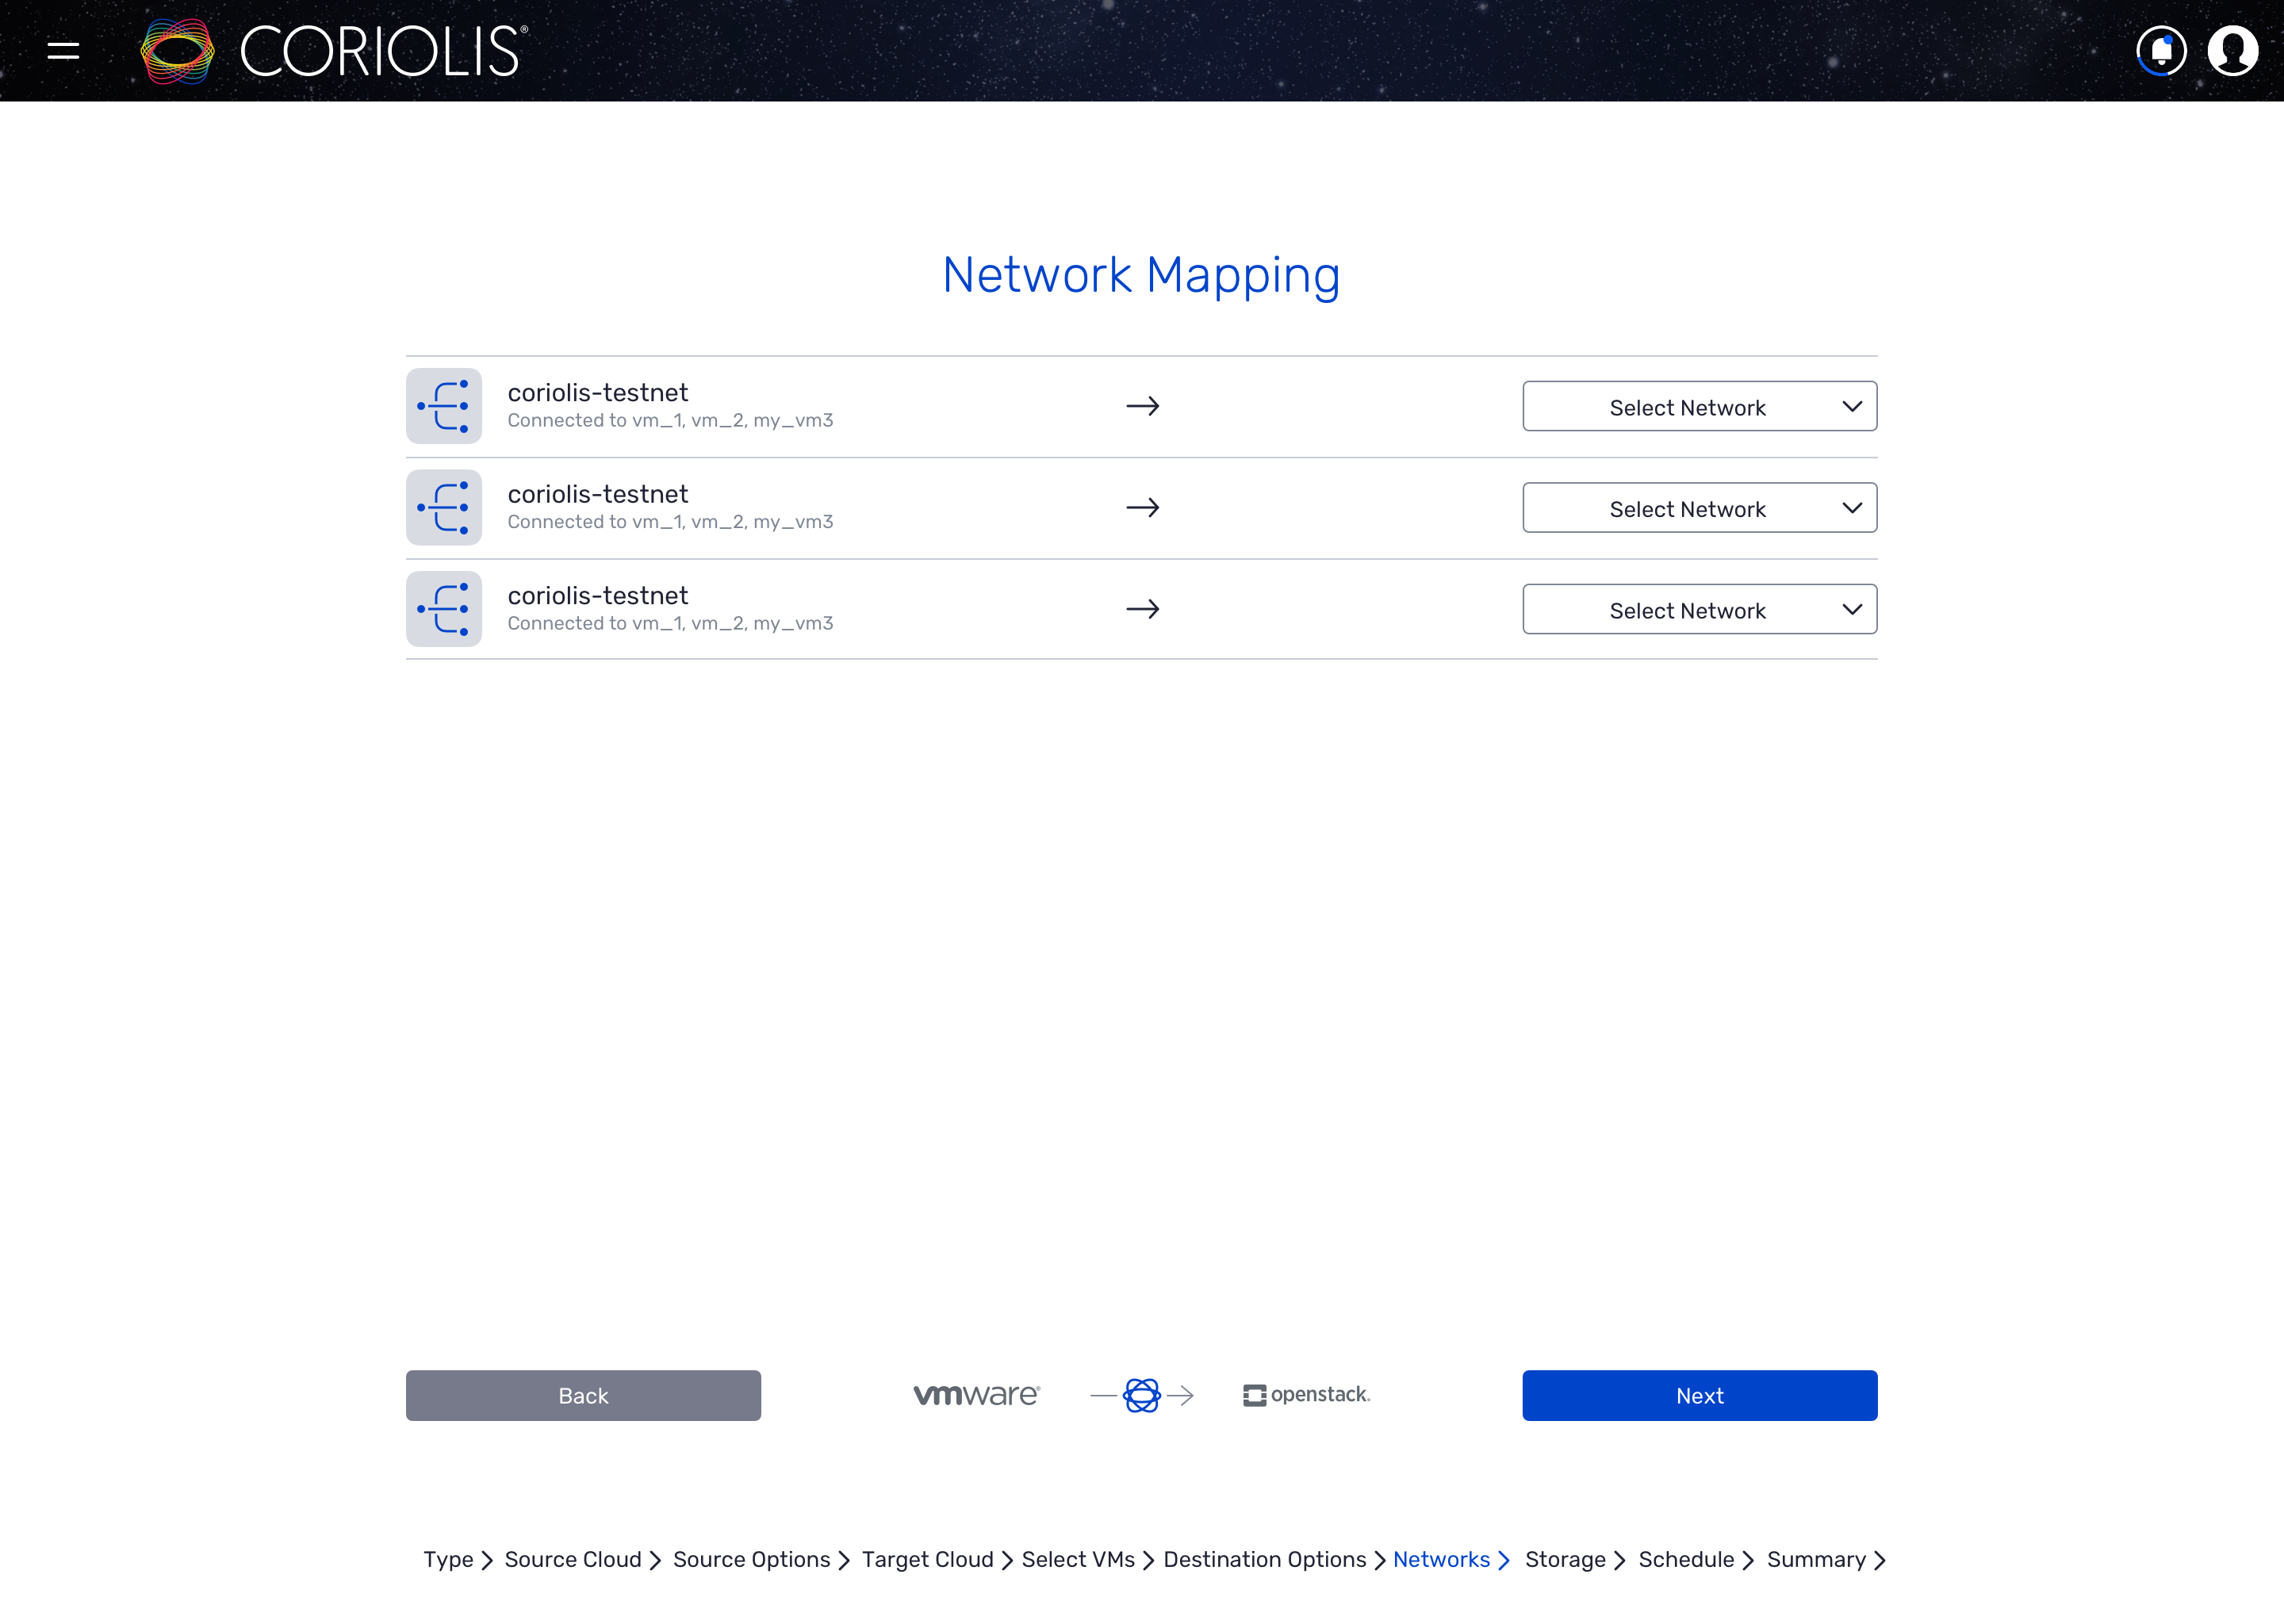 CORIOLIS®
Network Mapping
coriolis-testnet
Connected to vm_1, vm_2, my_vm3
Select Network
coriolis-testnet
Connected to vm_1, vm_2, my_vm3
Select Network
coriolis-testnet
Connected to vm_1, vm_2, my_vm3
Select Network
Back
vmware®
openstack.
Next
Type Source Cloud Source Options Target Cloud Select VMs Destination Options Networks Storage Schedule Summary